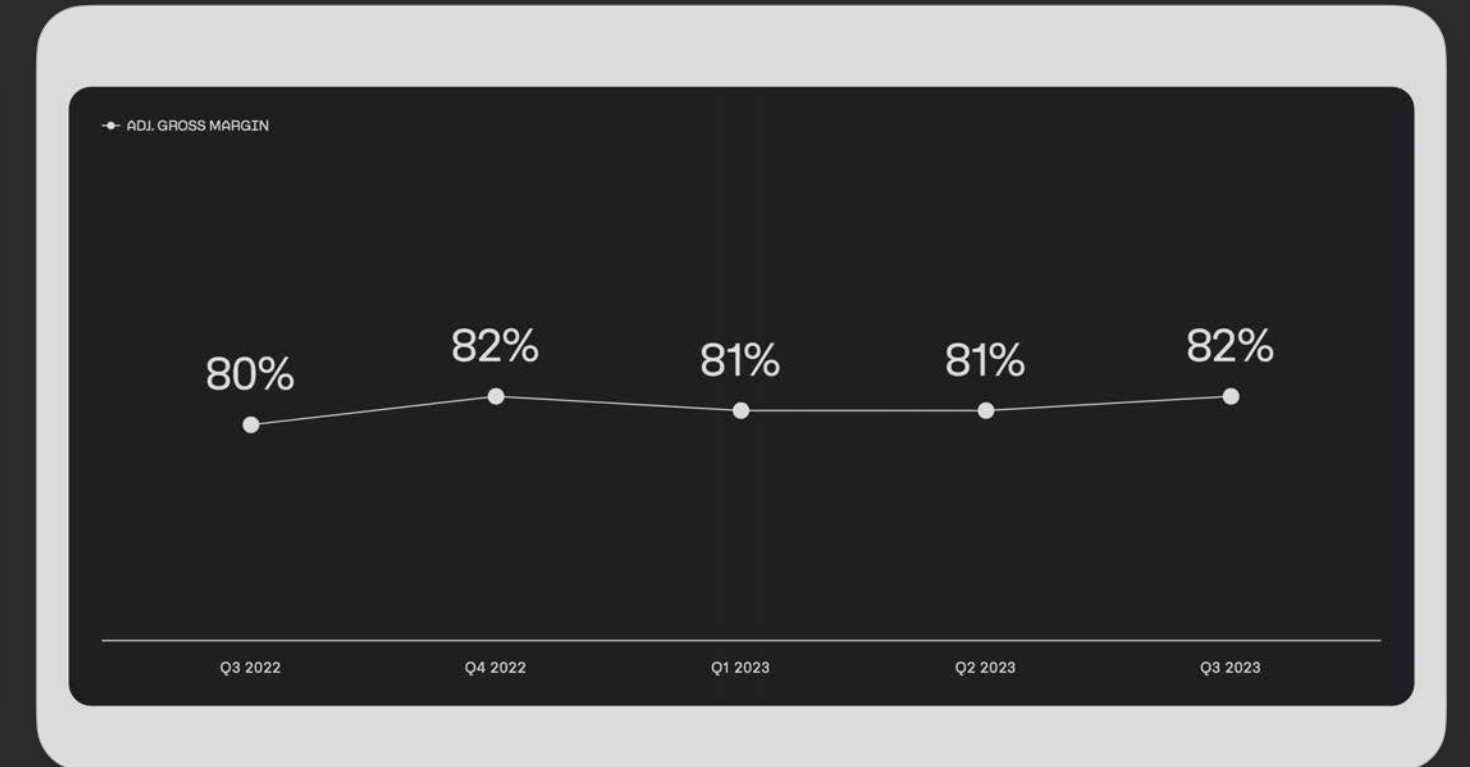 ADJ. GROSS MARGIN
80%
82%
81%
81%
82%
Q3 2022
Q4 2022
Q1 2023
Q2 2023
Q3 2023